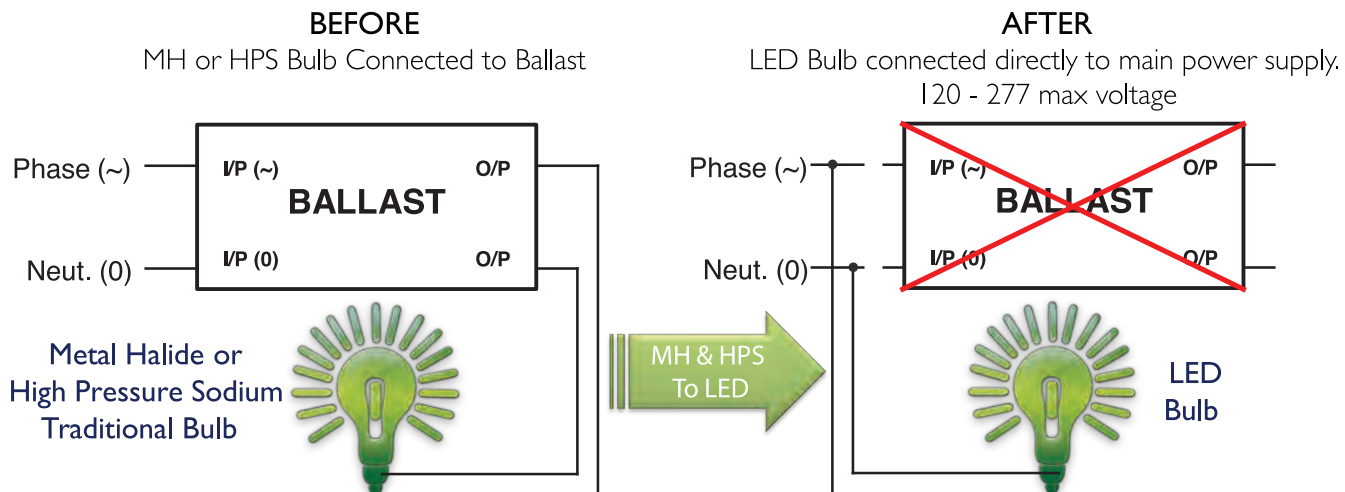 BEFORE
MH or HPS Bulb Connected to Ballast
Phase (~)
I/P (~)
O/P
BALLAST
Neut. (0)
I/P (0)
O/P
Metal Halide or
High Pressure Sodium
Traditional Bulb
MH & HPS
To LED
AFTER
LED Bulb connected directly to main power supply.
120 - 277 max voltage
Phase (~)
I/P (~)
O/P
BALLAST
Neut. (0)
I/P (0)
O/P
LED
Bulb